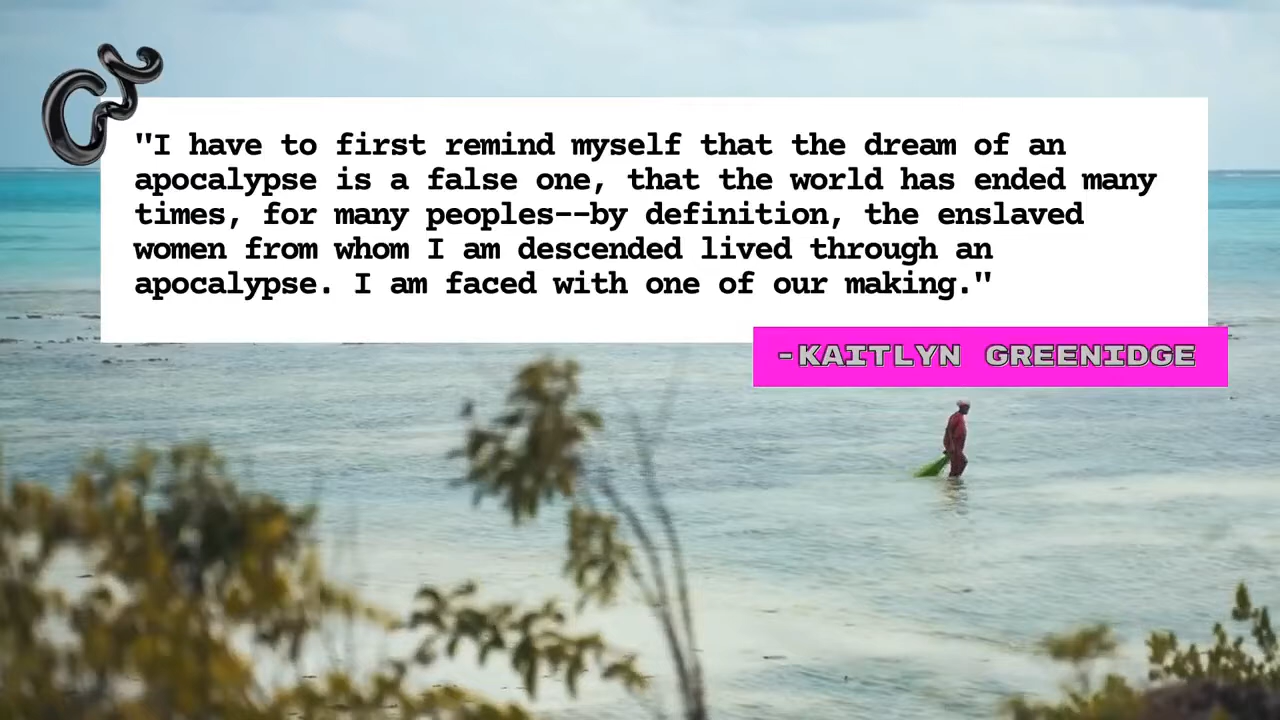 "I have to first remind myself that the dream of an
apocalypse is a false one, that the world has ended many
times, for many peoples--by definition, the enslaved
women from whom I am descended lived through an
apocalypse. I am faced with one of our making."
-KAITLYN GREENIDGE